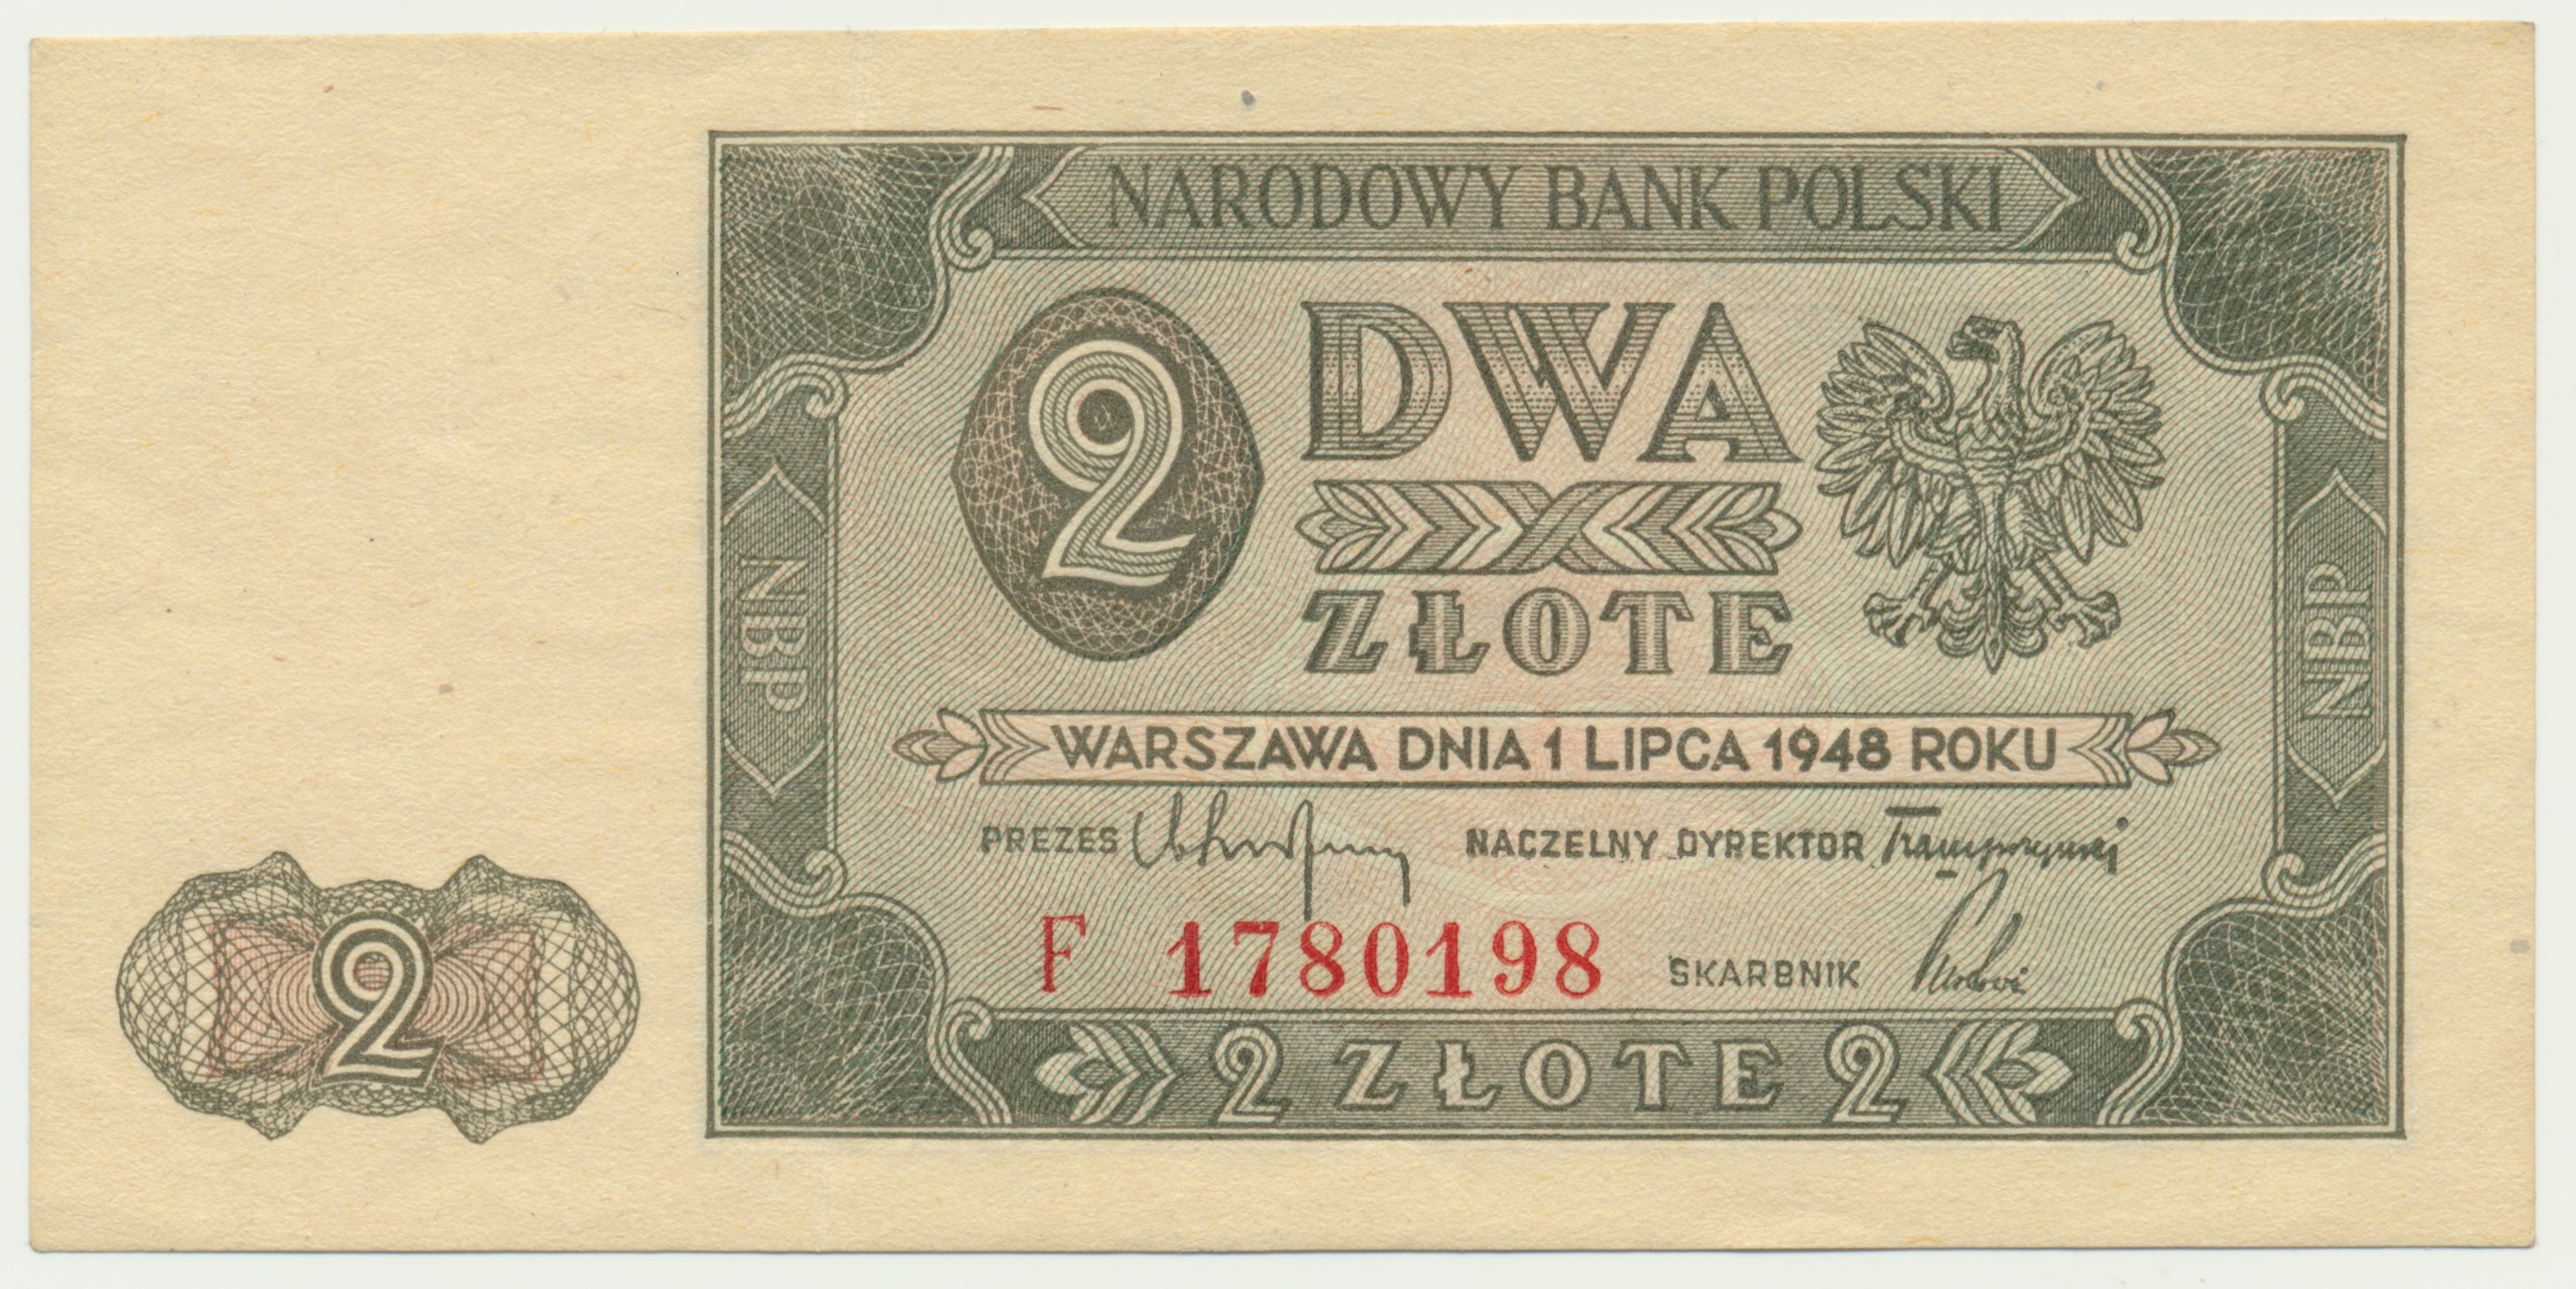 NARODOWY BANK POLSKI
2
DWA
ZŁOTE
NBP
NBP
WARSZAWA DNIA 1 LIPCA 1948 ROKU
PREZES NACZELNY DYREKTOR
F 1780198 SKARBNIK
2
2 ZŁOTE 2